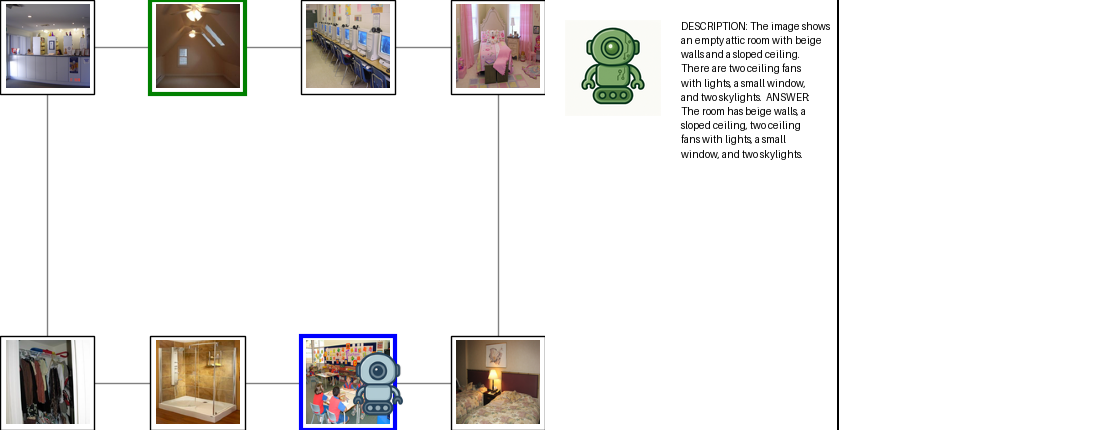 DESCRIPTION: The image shows
an empty attic room with beige
walls and a sloped ceiling.
There are two ceiling fans
with lights, a small window,
and two skylights. ANSWER:
The room has beige walls, a
sloped ceiling, two ceiling
fans with lights, a small
window, and two skylights.